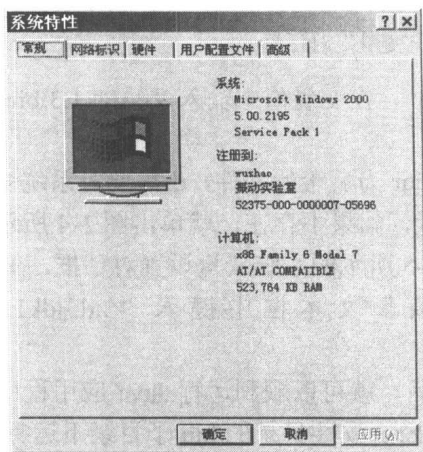 系统特性
? ×
常规 网络标识 硬件 用户配置文件 高级
系统:
Microsoft Windows 2000
5.00.2195
Service Pack 1
注册到:
wuzhao
振动实验室
52375-000-0000007-05696
计算机:
x86 Family 6 Model 7
AT/AT COMPATIBLE
523,764 KB RAM
确定 取消 应用(A)